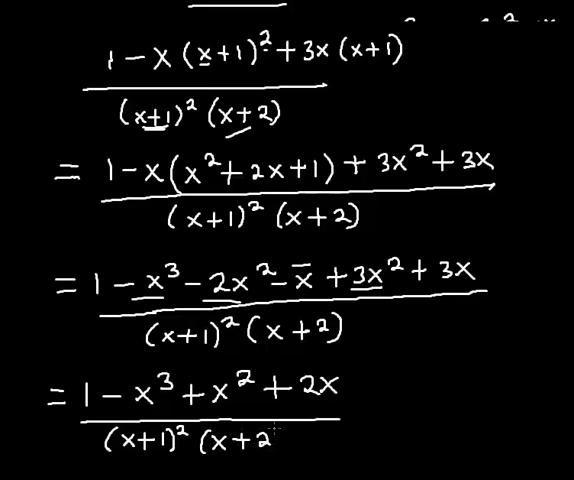 1 - x (x+1)² + 3x (x+1)
(x+1)² (x+2)
= 1 - x(x² + 2x+1) + 3x² + 3x
(x+1)² (x+2)
= 1 - x³ - 2x² - x + 3x² + 3x
(x+1)² (x+2)
= 1 - x³ + x² + 2x
(x+1)² (x+2